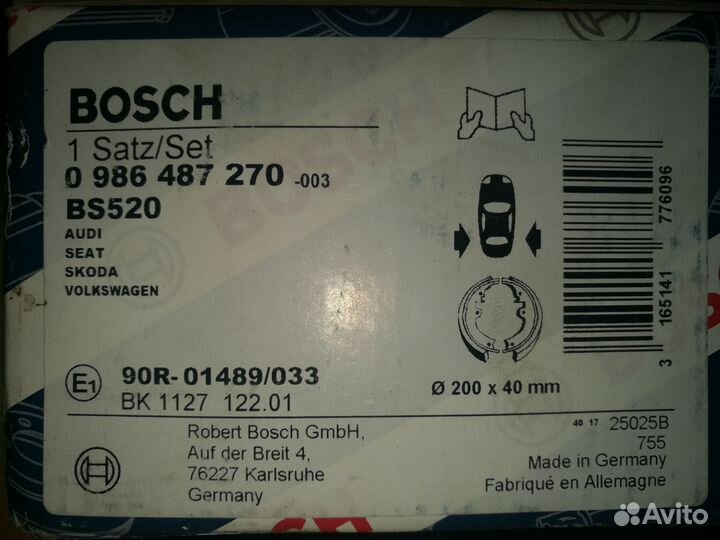 BOSCH
1 Satz/Set
0 986 487 270 -003
BS520
AUDI
SEAT
SKODA
VOLKSWAGEN
E1
90R-01489/033
BK 1127 122.01
Robert Bosch GmbH,
Auf der Breit 4,
76227 Karlsruhe
Germany
Ø 200 x 40 mm
3 165141 776096
40 17 25025B
755
Made in Germany
Fabriqué en Allemagne
Avito